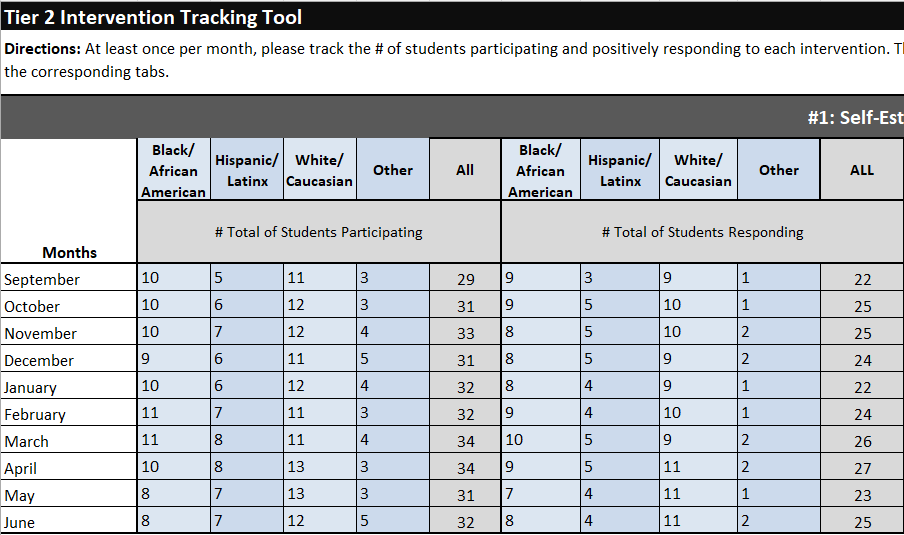 Tier 2 Intervention Tracking Tool
Directions: At least once per month, please track the # of students participating and positively responding to each intervention.
the corresponding tabs.
#1: Self-Est
Black/ African American Hispanic/ Latinx White/ Caucasian Other All Black/ African American Hispanic/ Latinx White/ Caucasian Other ALL
Months # Total of Students Participating # Total of Students Responding
September 10 5 11 3 29 9 3 9 1 22
October 10 6 12 3 31 9 5 10 1 25
November 10 7 12 4 33 8 5 10 2 25
December 9 6 11 5 31 8 5 9 2 24
January 10 6 12 4 32 8 4 9 1 22
February 11 7 11 3 32 9 4 10 1 24
March 11 8 11 4 34 10 5 9 2 26
April 10 8 13 3 34 9 5 11 2 27
May 8 7 13 3 31 7 4 11 1 23
June 8 7 12 5 32 8 4 11 2 25